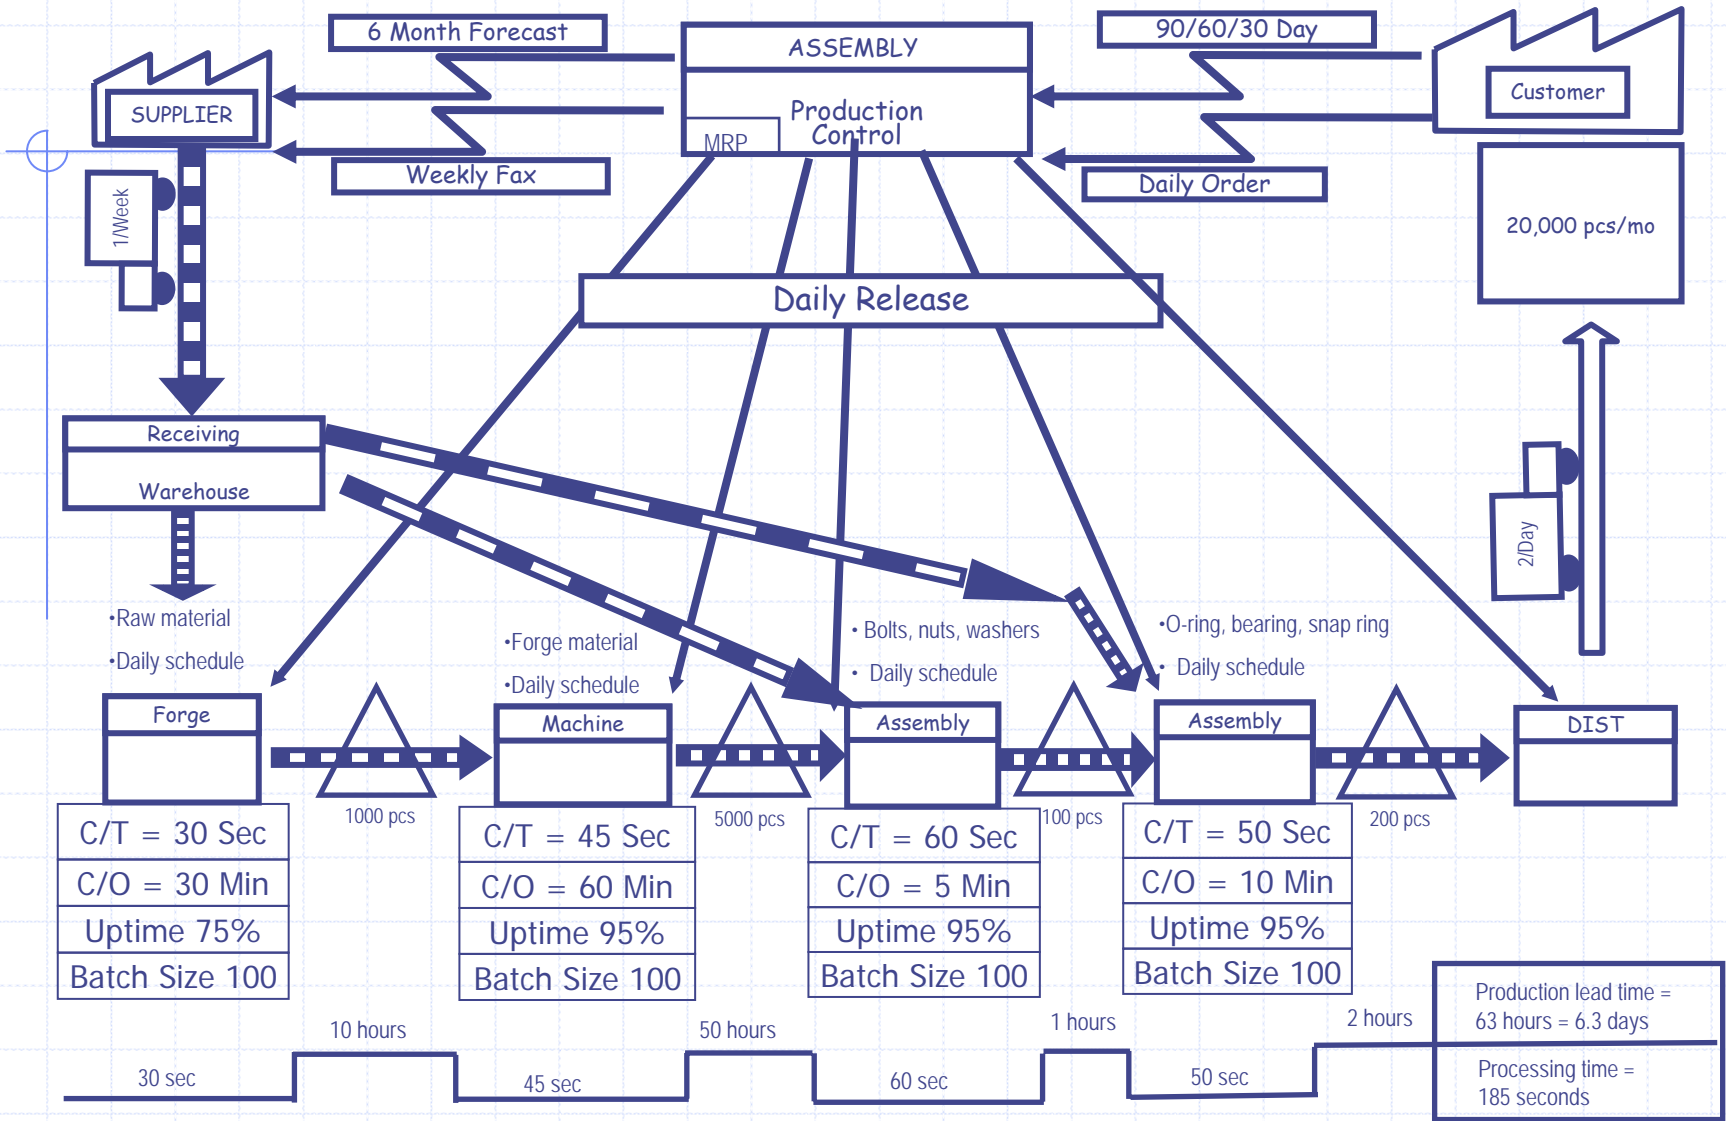 6 Month Forecast
ASSEMBLY
90/60/30 Day
SUPPLIER
Production
Control
MRP
Customer
Weekly Fax
Daily Order
1/Week
20,000 pcs/mo
Daily Release
Receiving
Warehouse
2/Day
•Raw material
•Daily schedule
•Forge material
•Daily schedule
• Bolts, nuts, washers
• Daily schedule
•O-ring, bearing, snap ring
• Daily schedule
Forge
Machine
Assembly
Assembly
DIST
1000 pcs
5000 pcs
100 pcs
200 pcs
C/T = 30 Sec
C/O = 30 Min
Uptime 75%
Batch Size 100
C/T = 45 Sec
C/O = 60 Min
Uptime 95%
Batch Size 100
C/T = 60 Sec
C/O = 5 Min
Uptime 95%
Batch Size 100
C/T = 50 Sec
C/O = 10 Min
Uptime 95%
Batch Size 100
30 sec
10 hours
45 sec
50 hours
60 sec
1 hours
50 sec
2 hours
Production lead time =
63 hours = 6.3 days
Processing time =
185 seconds